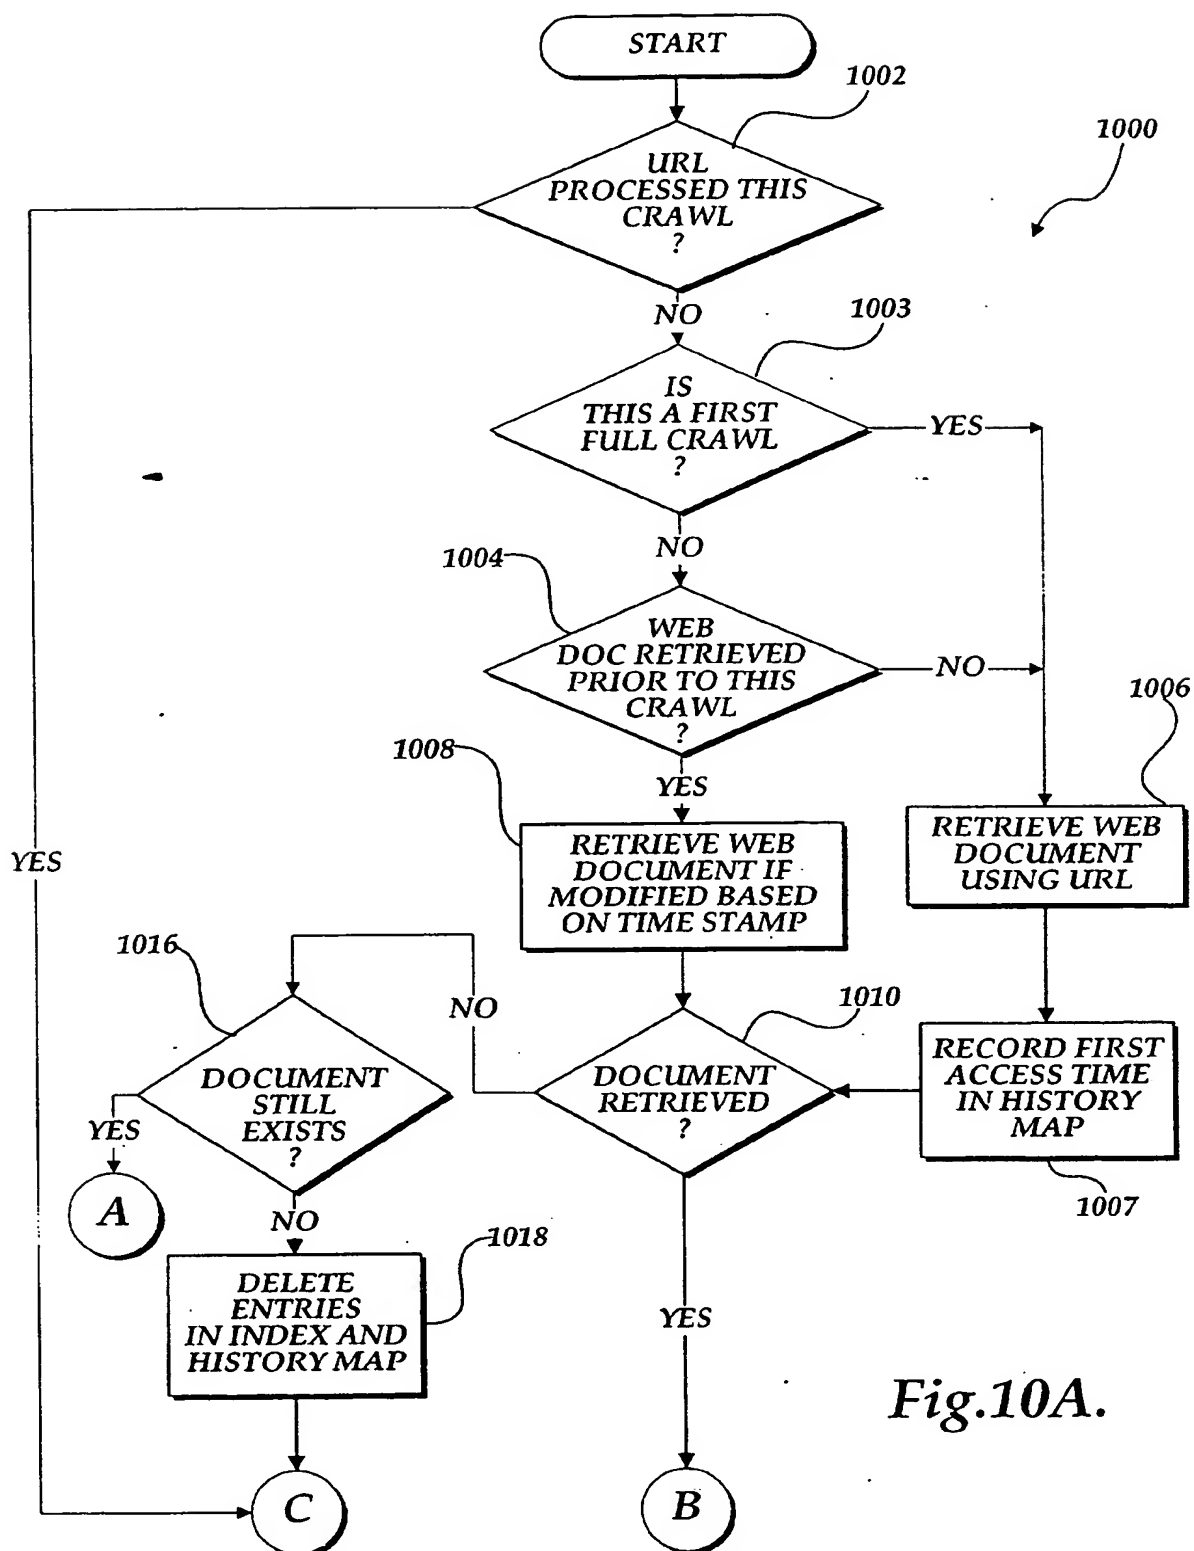 START
1002
1000
URL
PROCESSED THIS
CRAWL
?
NO
1003
IS
THIS A FIRST
FULL CRAWL
?
YES
NO
1004
WEB
DOC RETRIEVED
PRIOR TO THIS
CRAWL
?
NO
1006
1008
YES
YES
RETRIEVE WEB
DOCUMENT IF
MODIFIED BASED
ON TIME STAMP
RETRIEVE WEB
DOCUMENT
USING URL
1016
NO
1010
DOCUMENT
STILL
EXISTS
?
DOCUMENT
RETRIEVED
?
RECORD FIRST
ACCESS TIME
IN HISTORY
MAP
YES
A
1007
NO
1018
DELETE
ENTRIES
IN INDEX AND
HISTORY MAP
YES
Fig.10A.
C
B